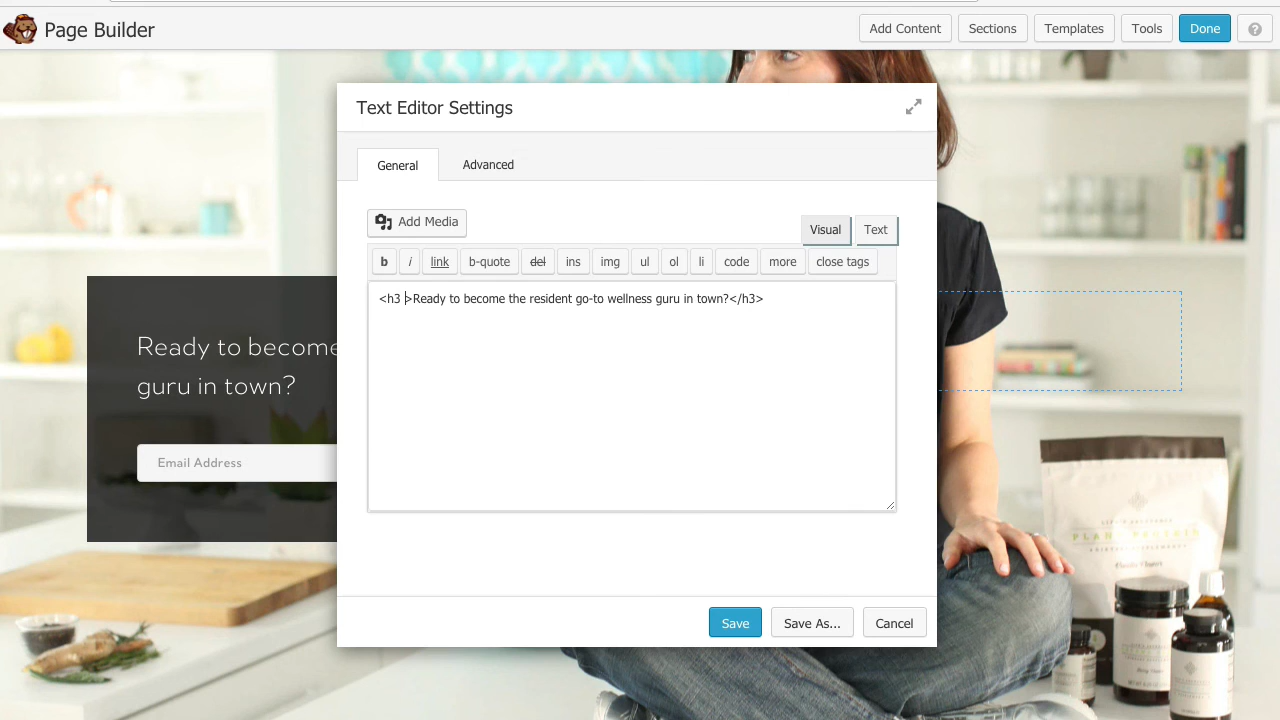 Page Builder
Add Content
Sections
Templates
Tools
Done
?
Text Editor Settings
General
Advanced
Add Media
Visual
Text
b
i
link
b-quote
del
ins
img
ul
ol
li
code
more
close tags
<h3 >Ready to become the resident go-to wellness guru in town?</h3>
Ready to become
guru in town?
Email Address
PLANT PROTEIN
Save
Save As...
Cancel